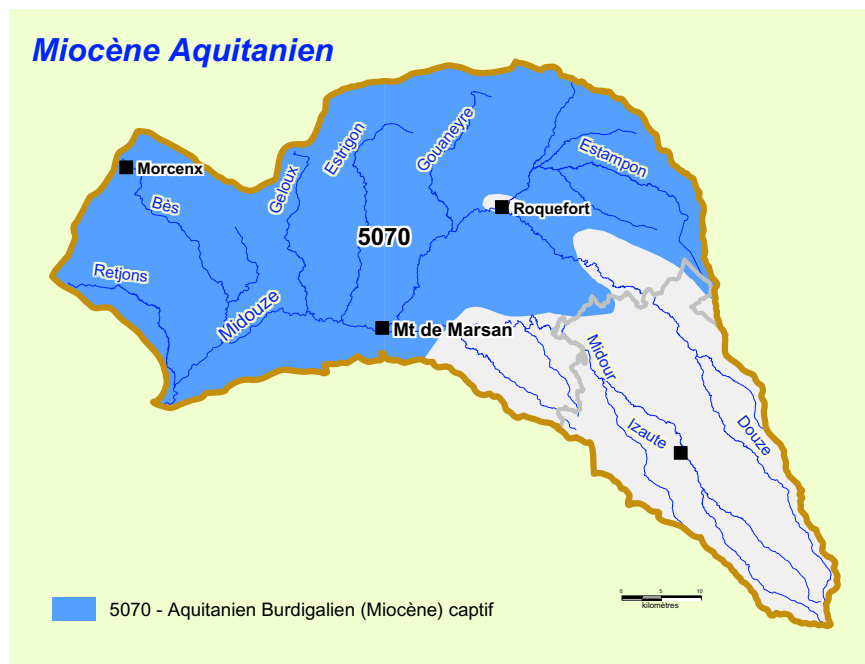 Miocène Aquitanien
Morcenx
Bès
Retjons
Midouze
Geloux
Estrigon
Gouaneyre
Estampon
Roquefort
5070
Mt de Marsan
Midour
Izaute
Douze
0 5 10
kilomètres
5070 - Aquitanien Burdigalien (Miocène) captif